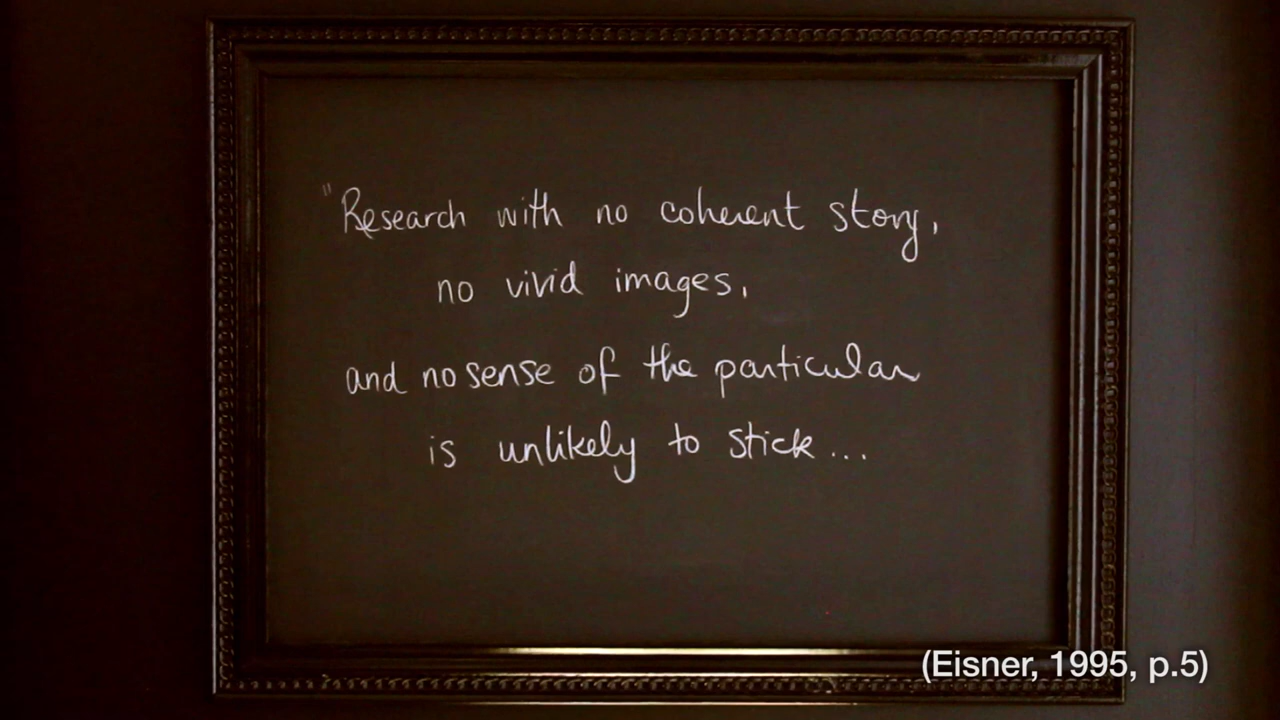 "Research with no coherent story,
no vivid images,
and no sense of the particular
is unlikely to stick...
(Eisner, 1995, p.5)